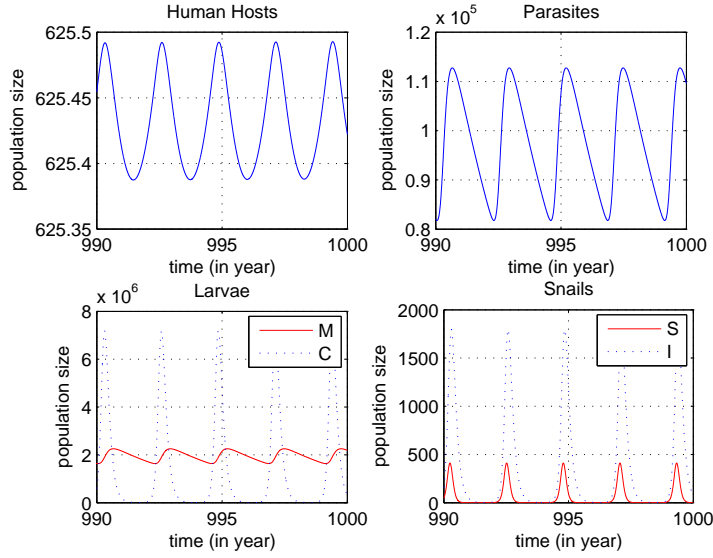 Human Hosts
625.5
625.45
625.4
625.35
population size
990
995
1000
time (in year)
Parasites
x 10^5
1.2
1.1
1
0.9
0.8
population size
990
995
1000
time (in year)
Larvae
x 10^6
8
6
4
2
0
population size
M
C
990
995
1000
time (in year)
Snails
2000
1500
1000
500
0
population size
S
I
990
995
1000
time (in year)